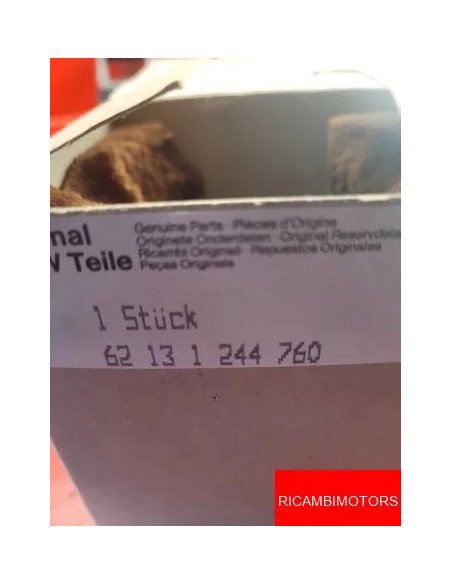 nal
W Teile
Genuine Parts · Pièces d'Origine
Originele Onderdelen · Original Reservdela
Ricambi Originali · Repuestos Originales
Peças Originais
1 Stück
62 13 1 244 760
RICAMBIMOTORS